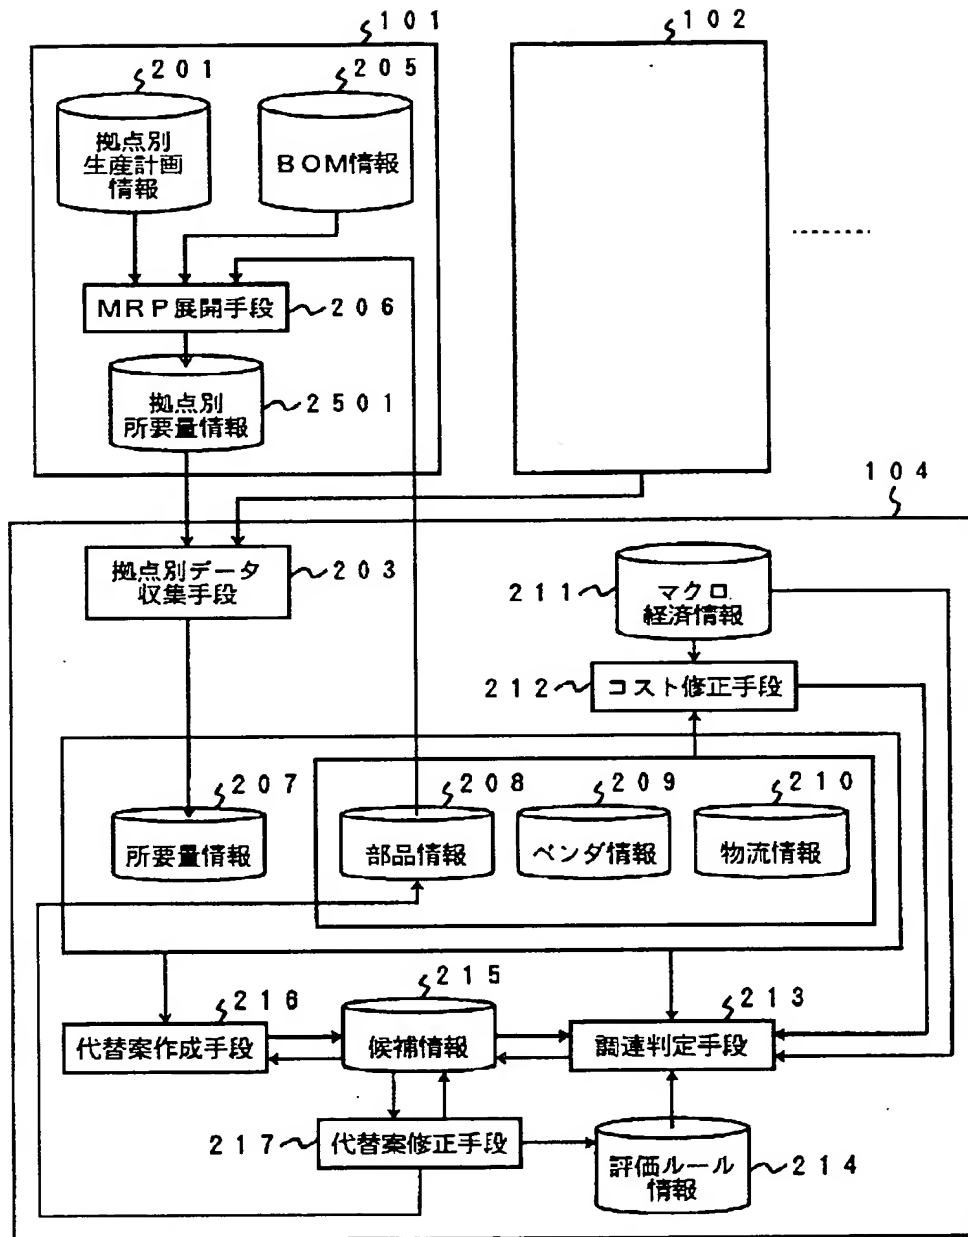 101
102
201
205
拠点別
生産計画
情報
BOM情報
MRP展開手段
206
拠点別
所要量情報
2501
104
拠点別データ
収集手段
203
211
マクロ
経済情報
212
コスト修正手段
207
208
209
210
所要量情報
部品情報
ベンダ情報
物流情報
216
215
213
代替案作成手段
候補情報
調達判定手段
217
代替案修正手段
評価ルール
情報
214